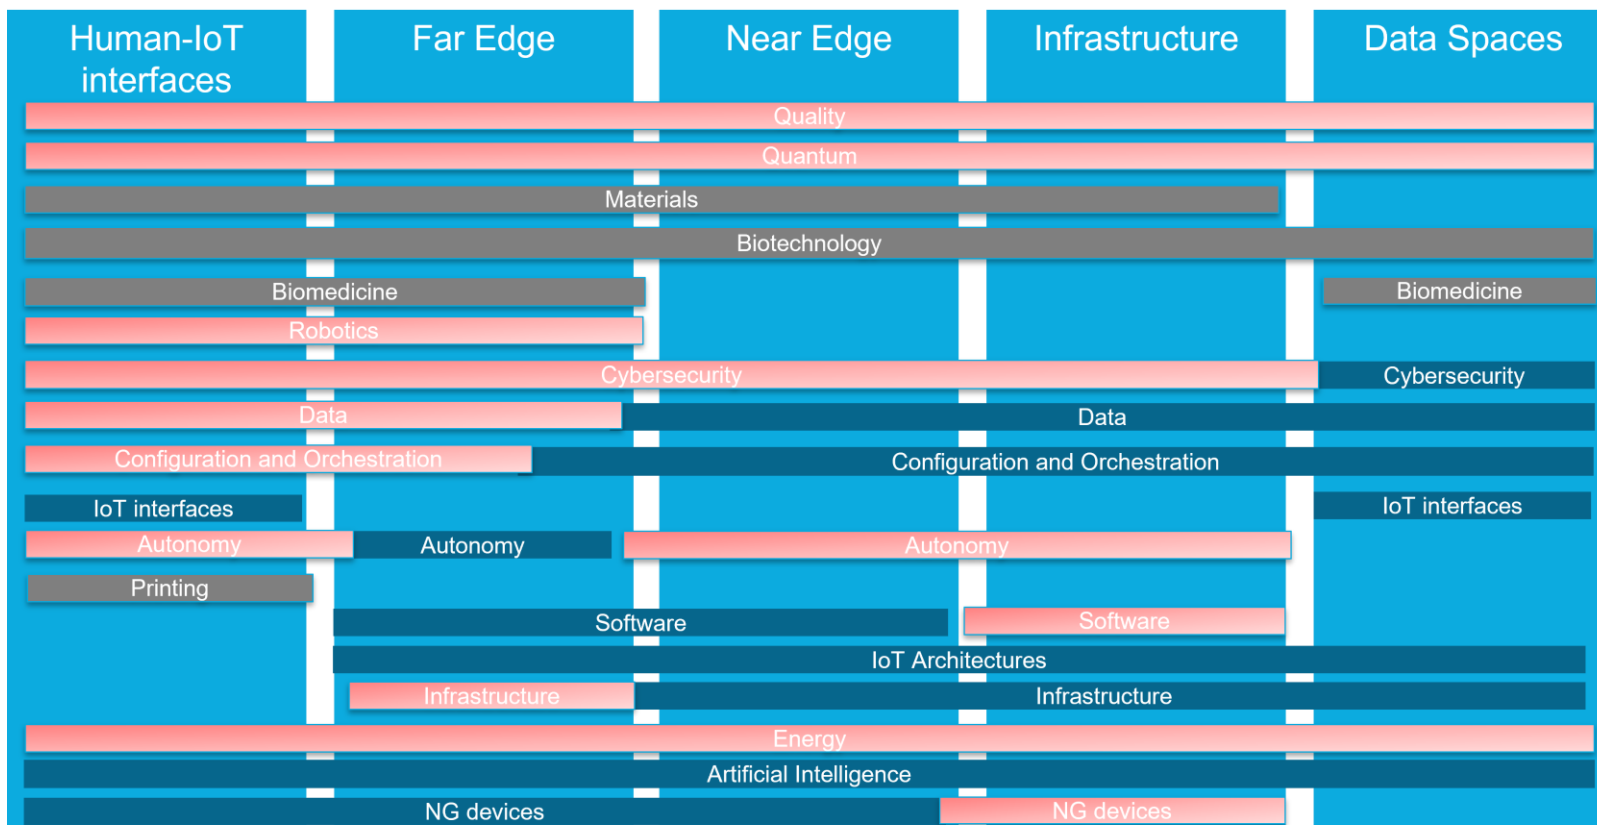 Human-IoT
interfaces
Far Edge
Near Edge
Infrastructure
Data Spaces
Quality
Quantum
Materials
Biotechnology
Biomedicine
Biomedicine
Robotics
Cybersecurity
Cybersecurity
Data
Data
Configuration and Orchestration
Configuration and Orchestration
IoT interfaces
IoT interfaces
Autonomy
Autonomy
Autonomy
Printing
Software
Software
IoT Architectures
Infrastructure
Infrastructure
Energy
Artificial Intelligence
NG devices
NG devices